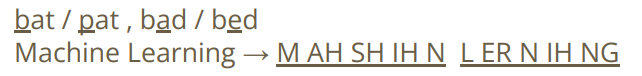 bat / pat , bad / bed
Machine Learning → M AH SH IH N L ER N IH NG